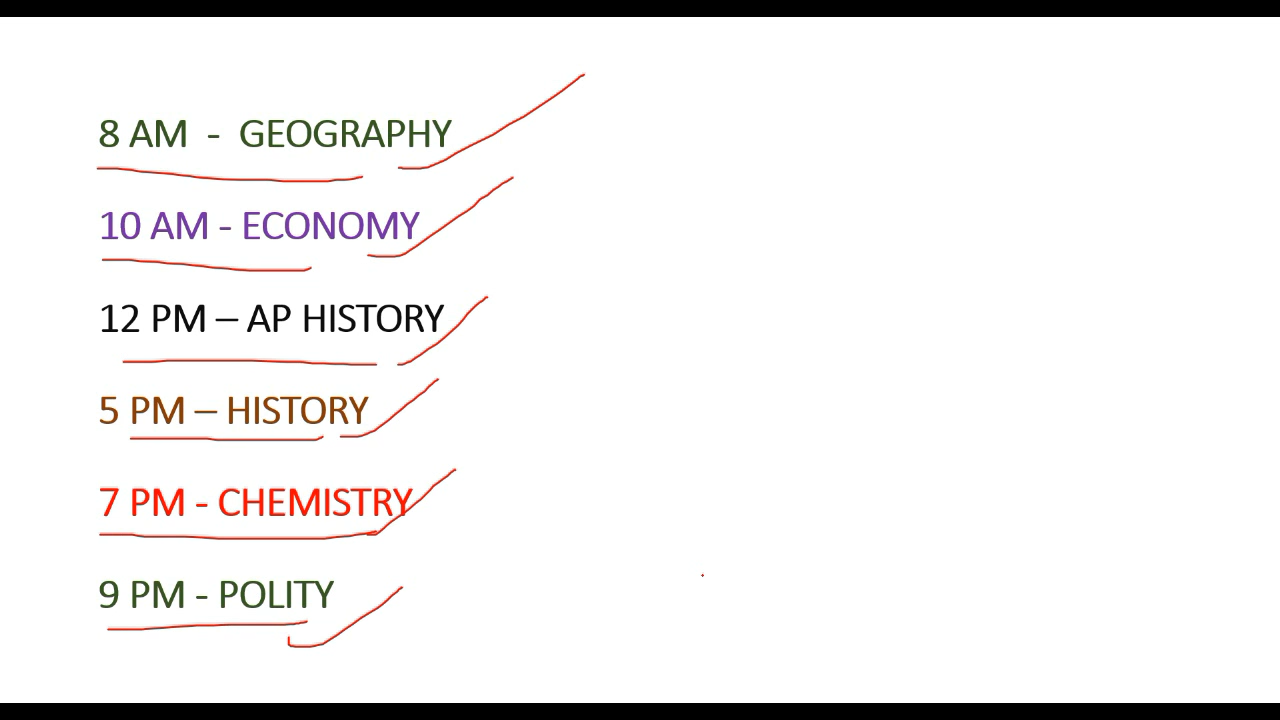 8 AM  -  GEOGRAPHY
10 AM - ECONOMY
12 PM – AP HISTORY
5 PM – HISTORY
7 PM - CHEMISTRY
9 PM - POLITY